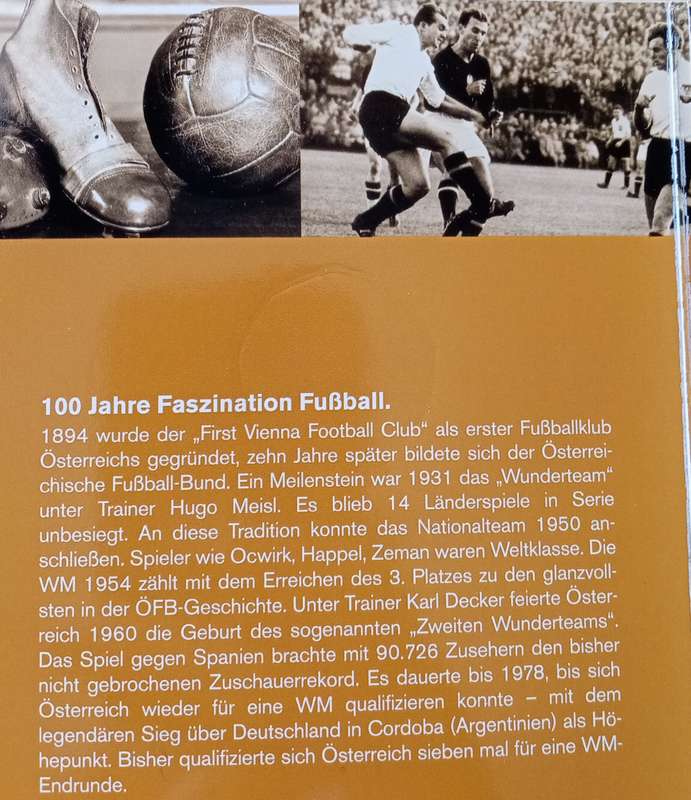 100 Jahre Faszination Fußball.
1894 wurde der „First Vienna Football Club“ als erster Fußballklub
Österreichs gegründet, zehn Jahre später bildete sich der Österrei-
chische Fußball-Bund. Ein Meilenstein war 1931 das „Wunderteam“
unter Trainer Hugo Meisl. Es blieb 14 Länderspiele in Serie
unbesiegt. An diese Tradition konnte das Nationalteam 1950 an-
schließen. Spieler wie Ocwirk, Happel, Zeman waren Weltklasse. Die
WM 1954 zählt mit dem Erreichen des 3. Platzes zu den glanzvoll-
sten in der ÖFB-Geschichte. Unter Trainer Karl Decker feierte Öster-
reich 1960 die Geburt des sogenannten „Zweiten Wunderteams“.
Das Spiel gegen Spanien brachte mit 90.726 Zusehern den bisher
nicht gebrochenen Zuschauerrekord. Es dauerte bis 1978, bis sich
Österreich wieder für eine WM qualifizieren konnte – mit dem
legendären Sieg über Deutschland in Cordoba (Argentinien) als Hö-
hepunkt. Bisher qualifizierte sich Österreich sieben mal für eine WM-
Endrunde.